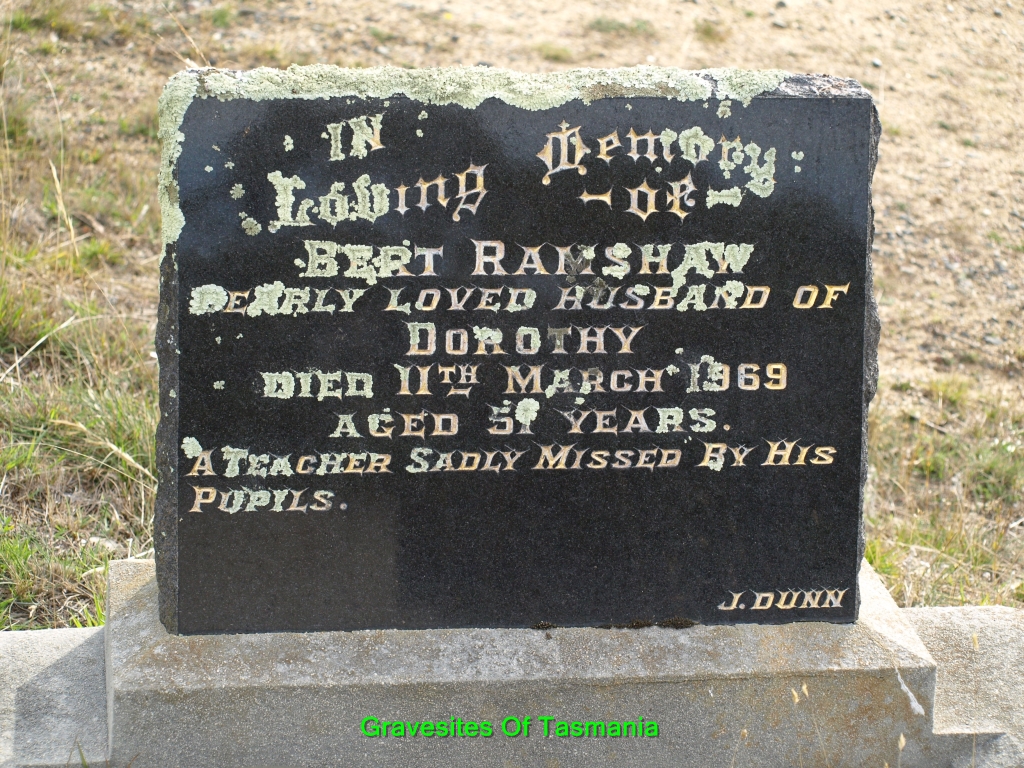 IN Memory
Loving -of-
BERT RAMSHAW
DEARLY LOVED HUSBAND OF
DOROTHY
DIED 11TH MARCH 1969
AGED 51 YEARS.
A TEACHER SADLY MISSED BY HIS
PUPILS.
J. DUNN
Gravesites Of Tasmania